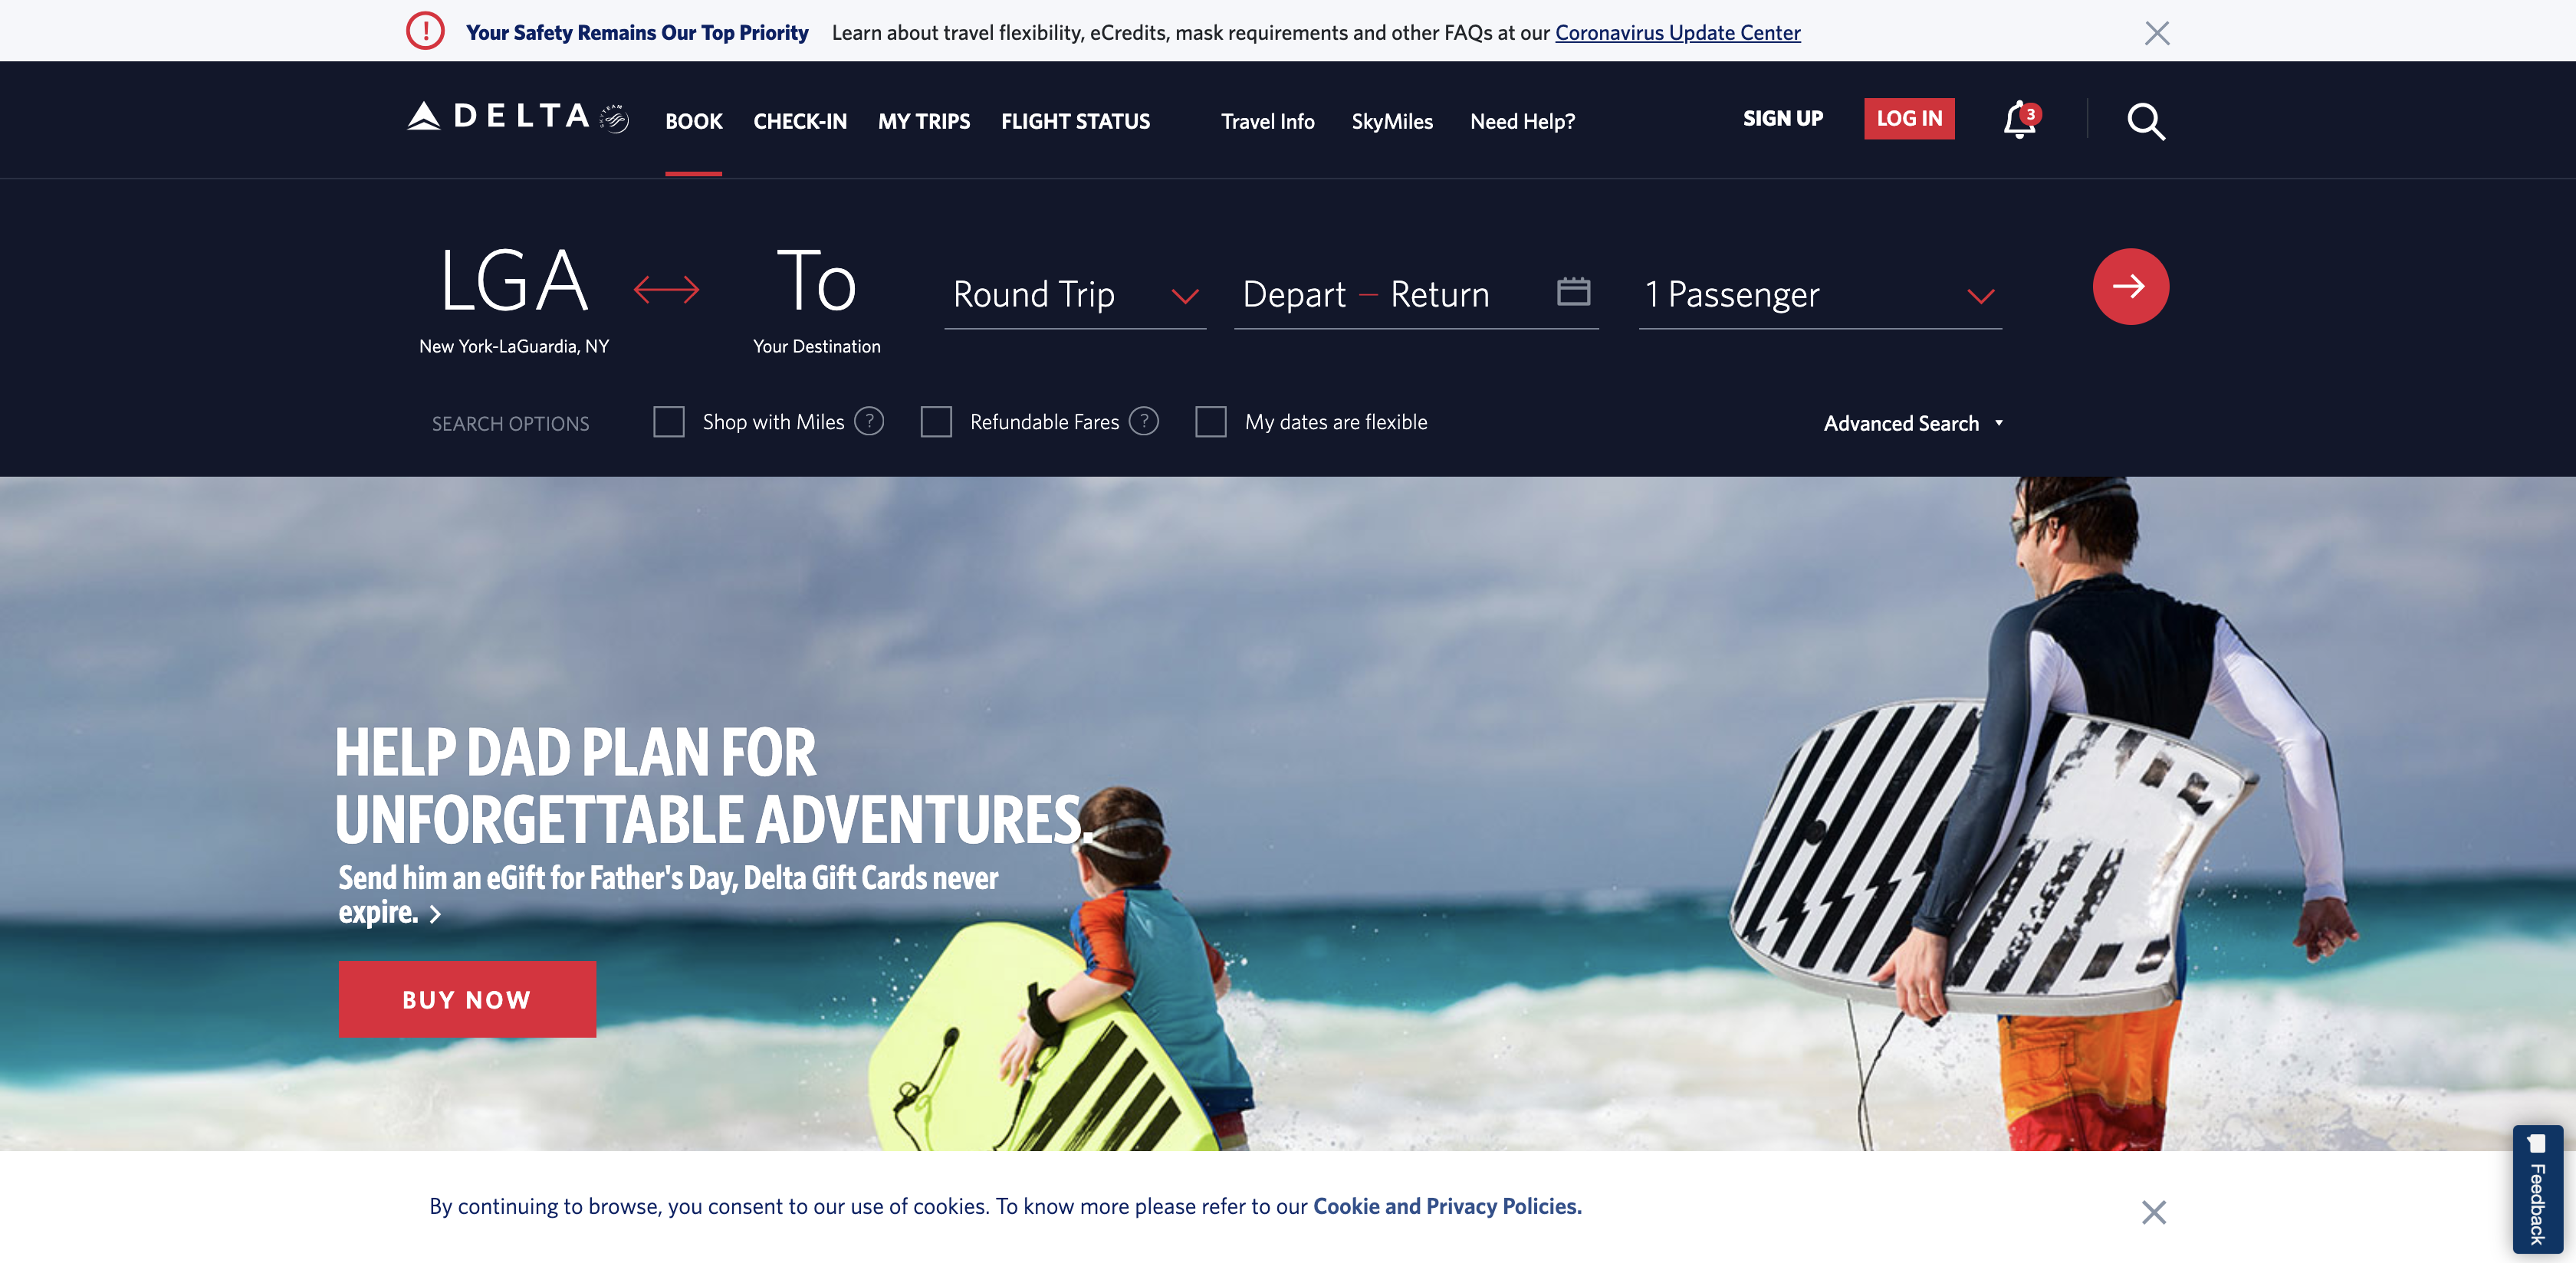 Your Safety Remains Our Top Priority Learn about travel flexibility, eCredits, mask requirements and other FAQs at our Coronavirus Update Center
DELTA BOOK CHECK-IN MY TRIPS FLIGHT STATUS Travel Info SkyMiles Need Help? SIGN UP LOG IN 3
LGA To Round Trip Depart – Return 1 Passenger
New York-LaGuardia, NY Your Destination
SEARCH OPTIONS Shop with Miles ? Refundable Fares ? My dates are flexible Advanced Search
HELP DAD PLAN FOR
UNFORGETTABLE ADVENTURES.
Send him an eGift for Father's Day, Delta Gift Cards never
expire.
BUY NOW
By continuing to browse, you consent to our use of cookies. To know more please refer to our Cookie and Privacy Policies.
Feedback